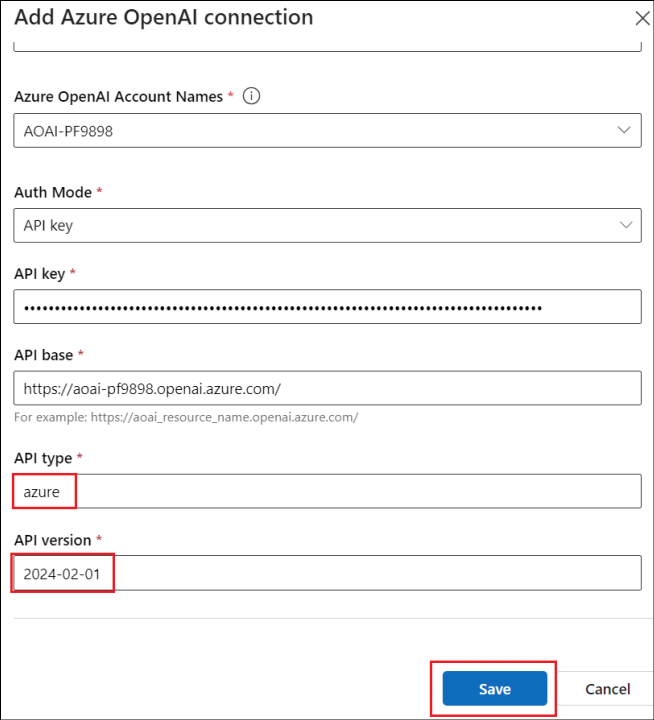 Add Azure OpenAI connection
Azure OpenAI Account Names *
AOAI-PF9898
Auth Mode *
API key
API key *
••••••••••••••••••••••••••••••••••••••••••••••••••••••••••••••••••••••••••••••••••••
API base *
https://aoai-pf9898.openai.azure.com/
For example: https://aoai_resource_name.openai.azure.com/
API type *
azure
API version *
2024-02-01
Save Cancel